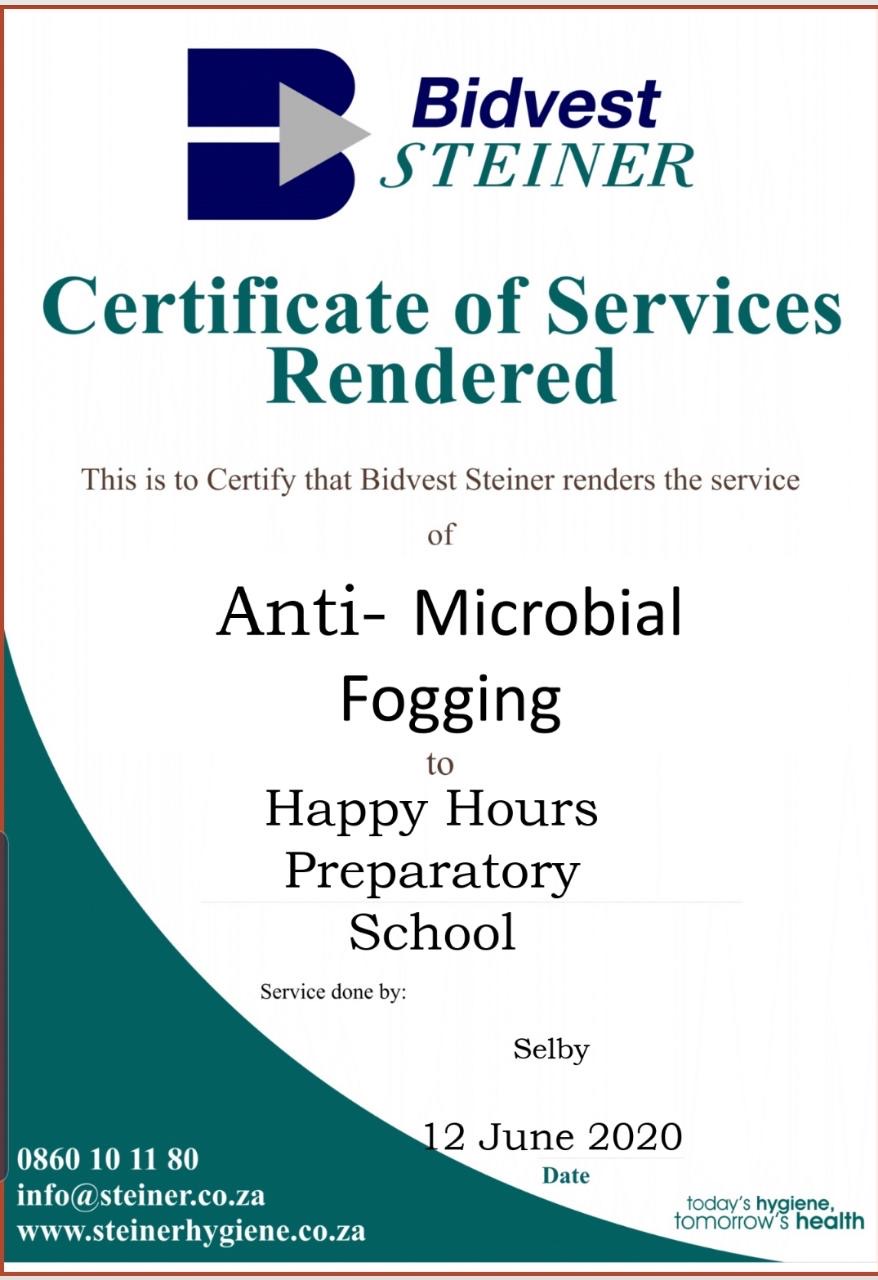 Bidvest
STEINER
Certificate of Services
Rendered
This is to Certify that Bidvest Steiner renders the service
of
Anti- Microbial
Fogging
to
Happy Hours
Preparatory
School
Service done by:
Selby
12 June 2020
Date
0860 10 11 80
info@steiner.co.za
www.steinerhygiene.co.za
today's hygiene,
tomorrow's health